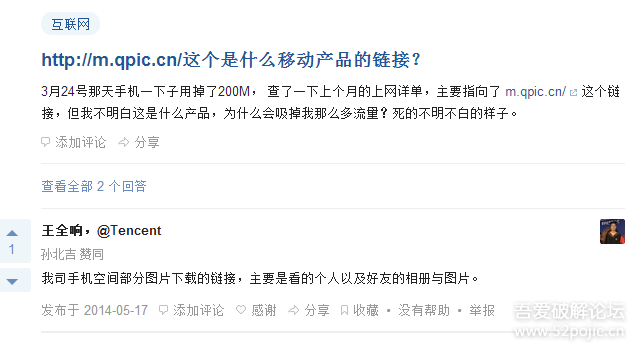 互联网
http://m.qpic.cn/这个是什么移动产品的链接？
3月24号那天手机一下子用掉了200M， 查了一下上个月的上网详单，主要指向了 m.qpic.cn/ 这个链
接，但我不明白这是什么产品，为什么会吸掉我那么多流量？死的不明不白的样子。
添加评论 分享
查看全部 2 个回答
1
王全响，@Tencent
孙北吉 赞同
我司手机空间部分图片下载的链接，主要是看的个人以及好友的相册与图片。
发布于 2014-05-17 添加评论 感谢 分享 收藏 • 没有帮助 • 举报
吾爱破解论坛
www.52pojie.cn